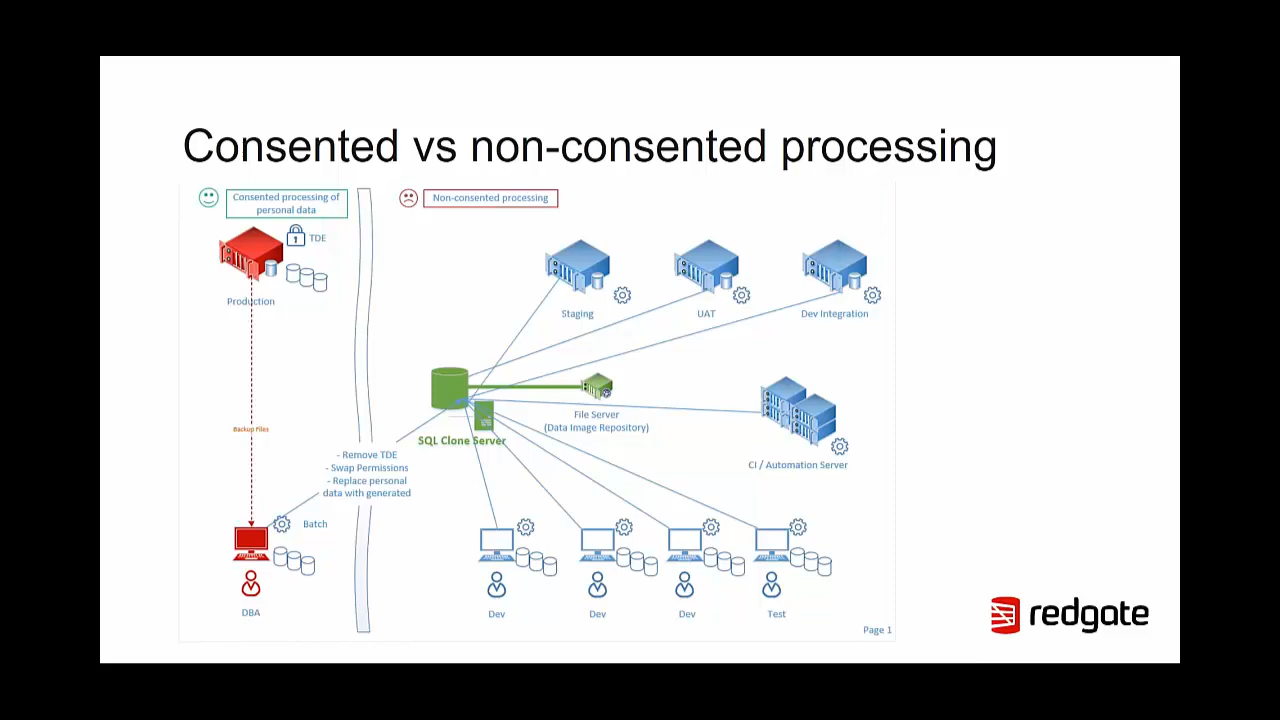 Consented vs non-consented processing
Consented processing of
personal data
Non-consented processing
TDE
Production
Staging
UAT
Dev Integration
File Server
(Data Image Repository)
Backup Files
SQL Clone Server
- Remove TDE
- Swap Permissions
- Replace personal
data with generated
CI / Automation Server
Batch
DBA
Dev
Dev
Dev
Test
Page 1
redgate